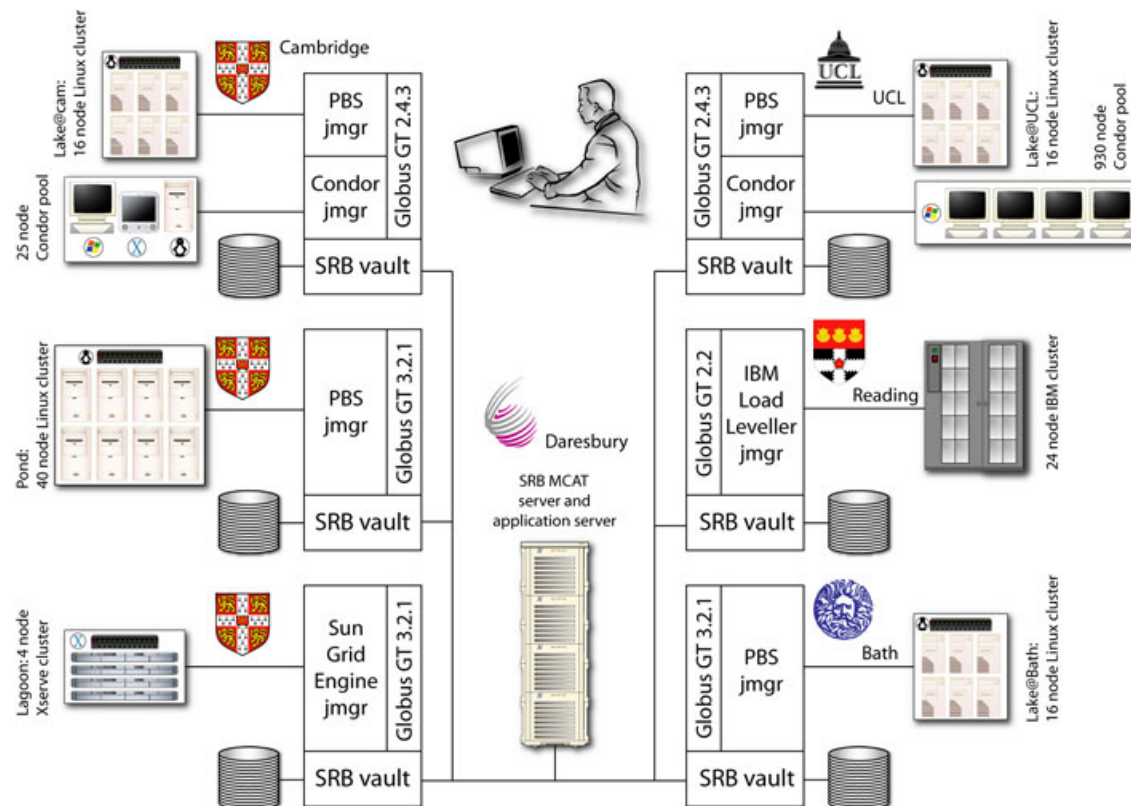 Lake@cam:
16 node Linux cluster
Cambridge
PBS
jmgr
Globus GT 2.4.3
25 node
Condor pool
Condor
jmgr
SRB vault
Pond:
40 node Linux cluster
PBS
jmgr
Globus GT 3.2.1
SRB vault
Lagoon: 4 node
Xserve cluster
Sun
Grid
Engine
jmgr
Globus GT 3.2.1
SRB vault
Daresbury
SRB MCAT
server and
application server
Globus GT 2.4.3
PBS
jmgr
UCL
UCL
Lake@UCL:
16 node Linux cluster
Condor
jmgr
930 node
Condor pool
SRB vault
Globus GT 2.2
IBM
Load
Leveller
jmgr
Reading
24 node IBM cluster
SRB vault
Globus GT 3.2.1
PBS
jmgr
Bath
Lake@Bath:
16 node Linux cluster
SRB vault